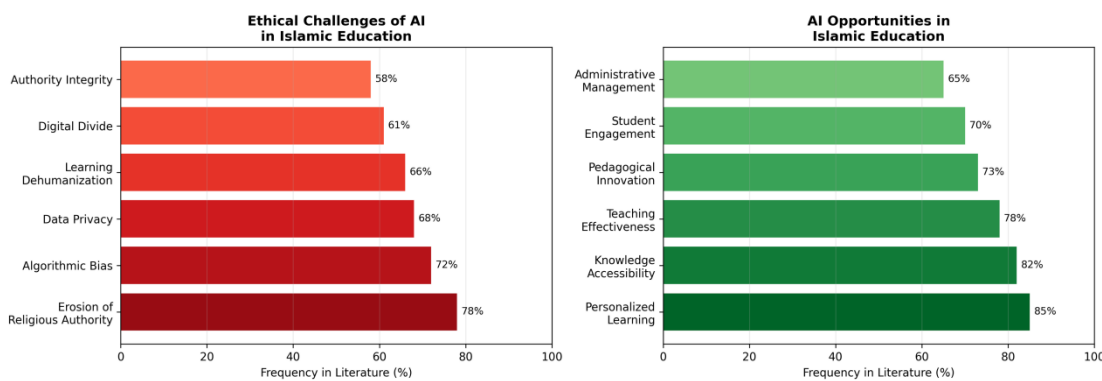 Ethical Challenges of AI
in Islamic Education
Authority Integrity
58%
Digital Divide
61%
Learning
Dehumanization
66%
Data Privacy
68%
Algorithmic Bias
72%
Erosion of
Religious Authority
78%
0 20 40 60 80 100
Frequency in Literature (%)
AI Opportunities in
Islamic Education
Administrative
Management
65%
Student
Engagement
70%
Pedagogical
Innovation
73%
Teaching
Effectiveness
78%
Knowledge
Accessibility
82%
Personalized
Learning
85%
0 20 40 60 80 100
Frequency in Literature (%)